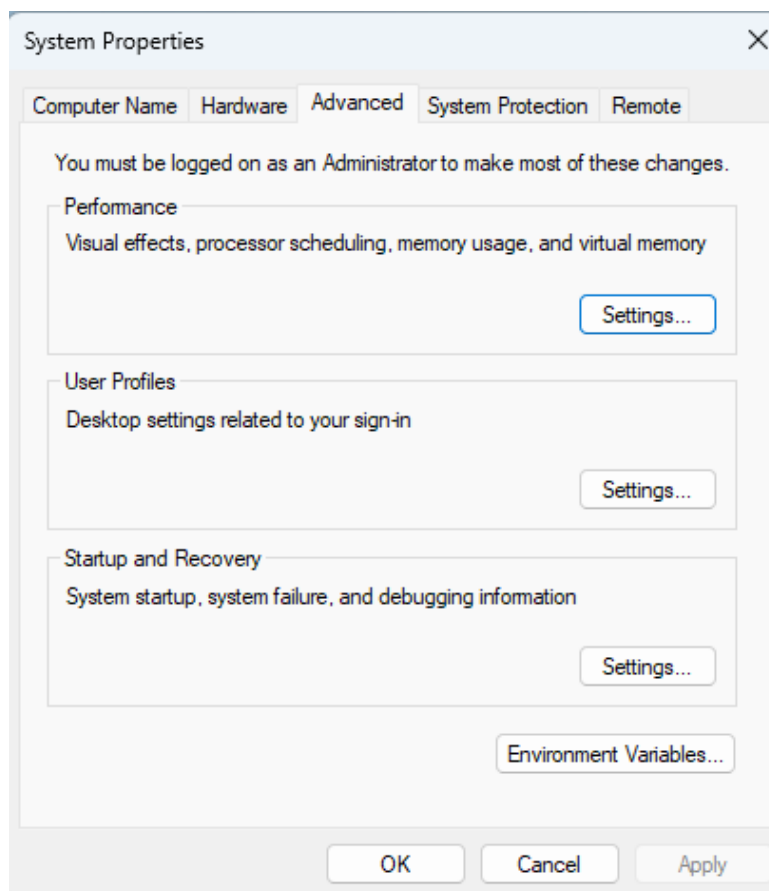 System Properties
Computer Name Hardware Advanced System Protection Remote
You must be logged on as an Administrator to make most of these changes.
Performance
Visual effects, processor scheduling, memory usage, and virtual memory
Settings...
User Profiles
Desktop settings related to your sign-in
Settings...
Startup and Recovery
System startup, system failure, and debugging information
Settings...
Environment Variables...
OK Cancel Apply